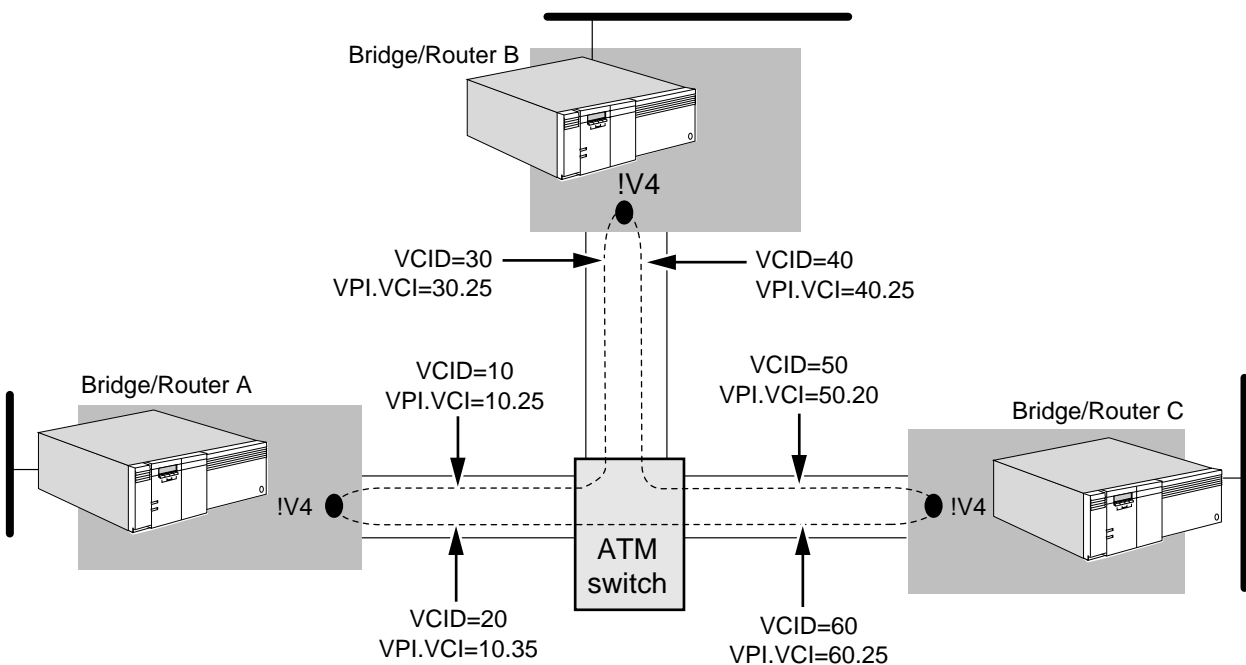 Bridge/Router B
!V4
VCID=30
VPI.VCI=30.25
VCID=40
VPI.VCI=40.25
VCID=10
VPI.VCI=10.25
VCID=50
VPI.VCI=50.20
Bridge/Router A
Bridge/Router C
!V4
!V4
ATM
switch
VCID=20
VPI.VCI=10.35
VCID=60
VPI.VCI=60.25